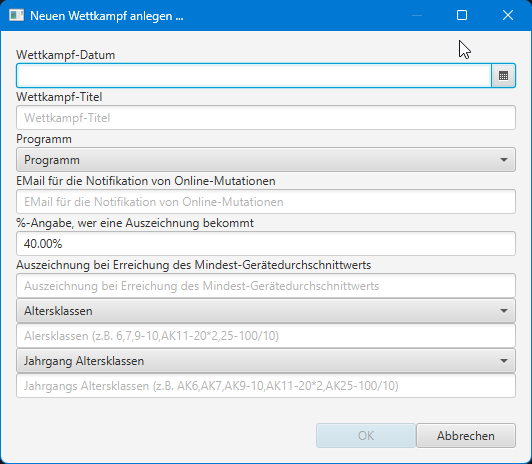 Neuen Wettkampf anlegen ...
Wettkampf-Datum
Wettkampf-Titel
Wettkampf-Titel
Programm
Programm
EMail für die Notifikation von Online-Mutationen
EMail für die Notifikation von Online-Mutationen
%-Angabe, wer eine Auszeichnung bekommt
40.00%
Auszeichnung bei Erreichung des Mindest-Gerätedurchschnittwerts
Auszeichnung bei Erreichung des Mindest-Gerätedurchschnittwerts
Altersklassen
Alersklassen (z.B. 6,7,9-10,AK11-20*2,25-100/10)
Jahrgang Altersklassen
Jahrgangs Altersklassen (z.B. AK6,AK7,AK9-10,AK11-20*2,AK25-100/10)
OK Abbrechen